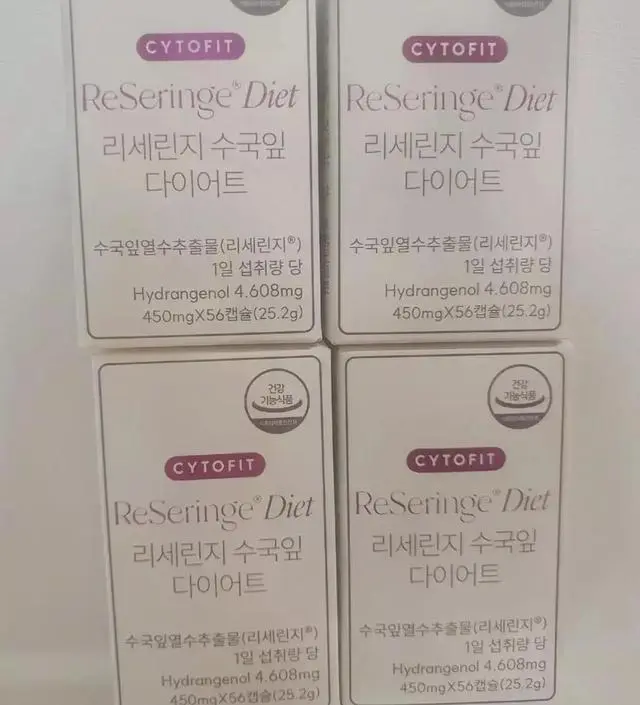 CYTOFIT
ReSeringe® Diet
리세린지 수국잎
다이어트
수국잎열수추출물(리세린지®)
1일 섭취량 당
Hydrangenol 4.608mg
450mgX56캡슐(25.2g)
CYTOFIT
ReSeringe® Diet
리세린지 수국잎
다이어트
수국잎열수추출물(리세린지®)
1일 섭취량 당
Hydrangenol 4.608mg
450mgX56캡슐(25.2g)
건강
기능식품
CYTOFIT
ReSeringe® Diet
리세린지 수국잎
다이어트
수국잎열수추출물(리세린지®)
1일 섭취량 당
Hydrangenol 4.608mg
450mgX56캡슐(25.2g)
건강
기능식품
CYTOFIT
ReSeringe® Diet
리세린지 수국잎
다이어트
수국잎열수추출물(리세린지®)
1일 섭취량 당
Hydrangenol 4.608mg
450mgX56캡슐(25.2g)